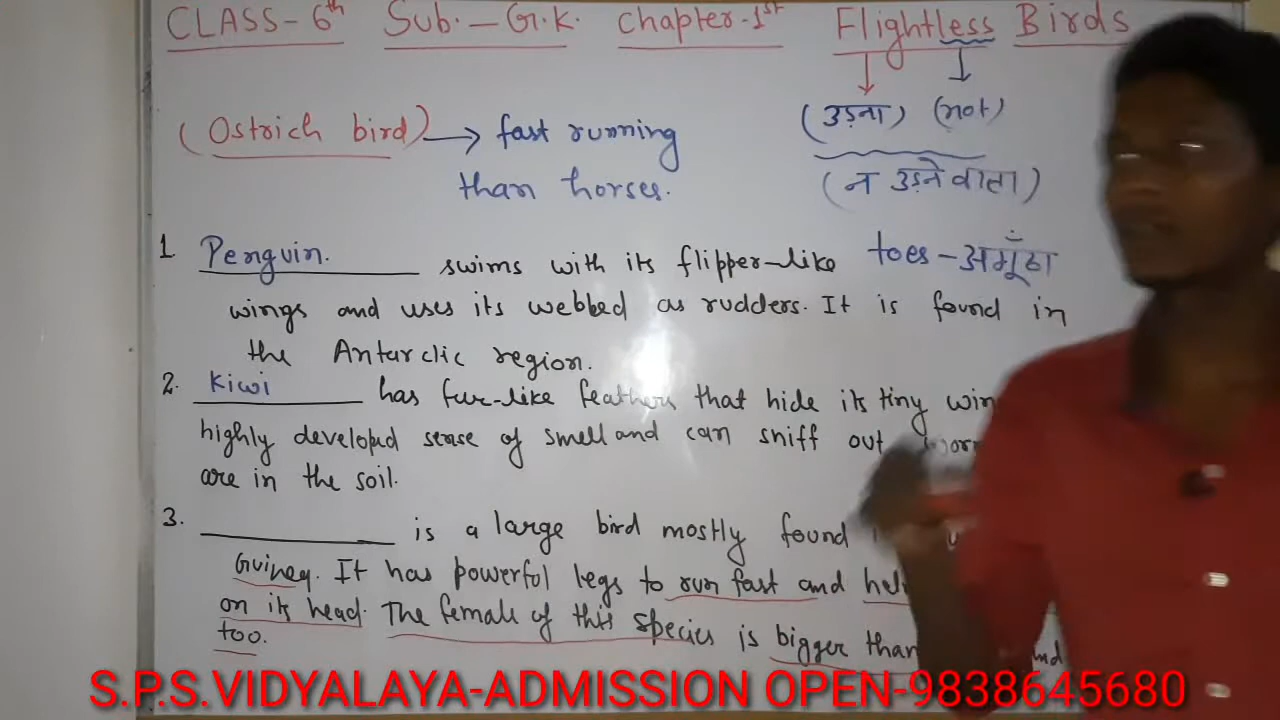 CLASS-6th Sub.-G.K. Chapter-1st Flightless Birds
(उड़ना) (not)
(Ostrich bird) → fast running
than horses.
(न उड़ने वाला)
1. Penguin. swims with its flipper-like toes-अगूँठा
wings and uses its webbed as rudders. It is found in
the Antarclic region.
2. Kiwi has fur-like feathers that hide its tiny
highly developed sense of smell and can sniff out
are in the soil.
3. is a large bird mostly found
Guinea. It has powerful legs to run fast and
on its head. The female of this species is bigger than
too.
S.P.S.VIDYALAYA-ADMISSION OPEN-9838645680